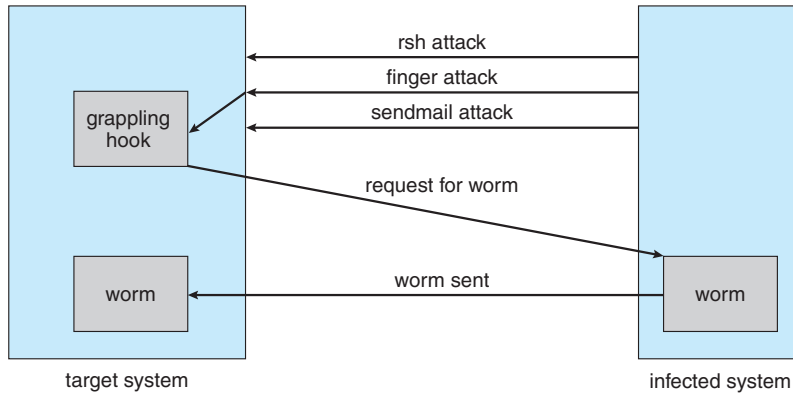 rsh attack
finger attack
sendmail attack
grappling
hook
request for worm
worm sent
worm
worm
target system
infected system